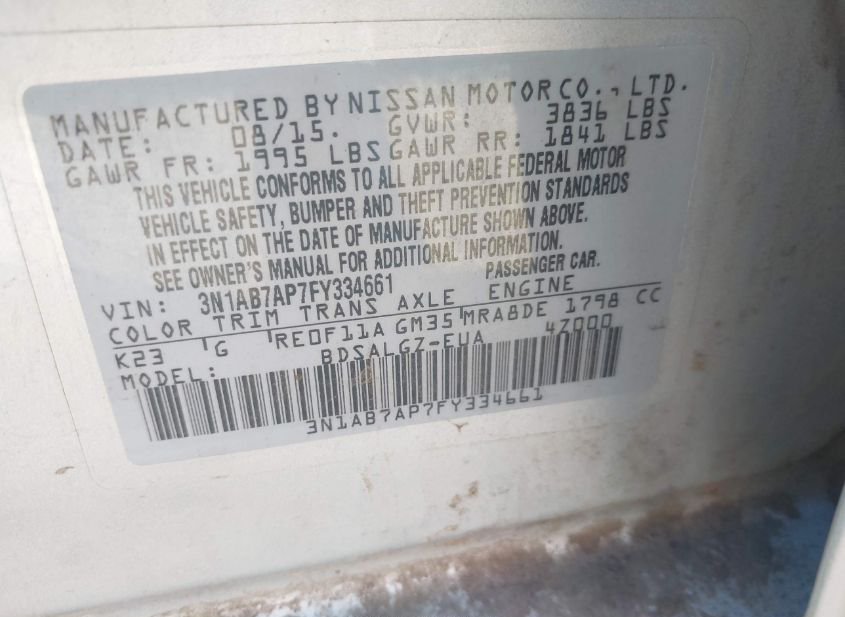 MANUFACTURED BY NISSAN MOTOR CO., LTD.
DATE: 08/15. GVWR: 3836 LBS
GAWR FR: 1995 LBS GAWR RR: 1841 LBS
THIS VEHICLE CONFORMS TO ALL APPLICABLE FEDERAL MOTOR
VEHICLE SAFETY, BUMPER AND THEFT PREVENTION STANDARDS
IN EFFECT ON THE DATE OF MANUFACTURE SHOWN ABOVE.
SEE OWNER'S MANUAL FOR ADDITIONAL INFORMATION.
VIN: 3N1AB7AP7FY334661 PASSENGER CAR.
COLOR TRIM TRANS AXLE ENGINE
K23 G RE0F11A GM35 MRA8DE 1798 CC
MODEL: BDSALGZ-EUA 4Z000
3N1AB7AP7FY334661